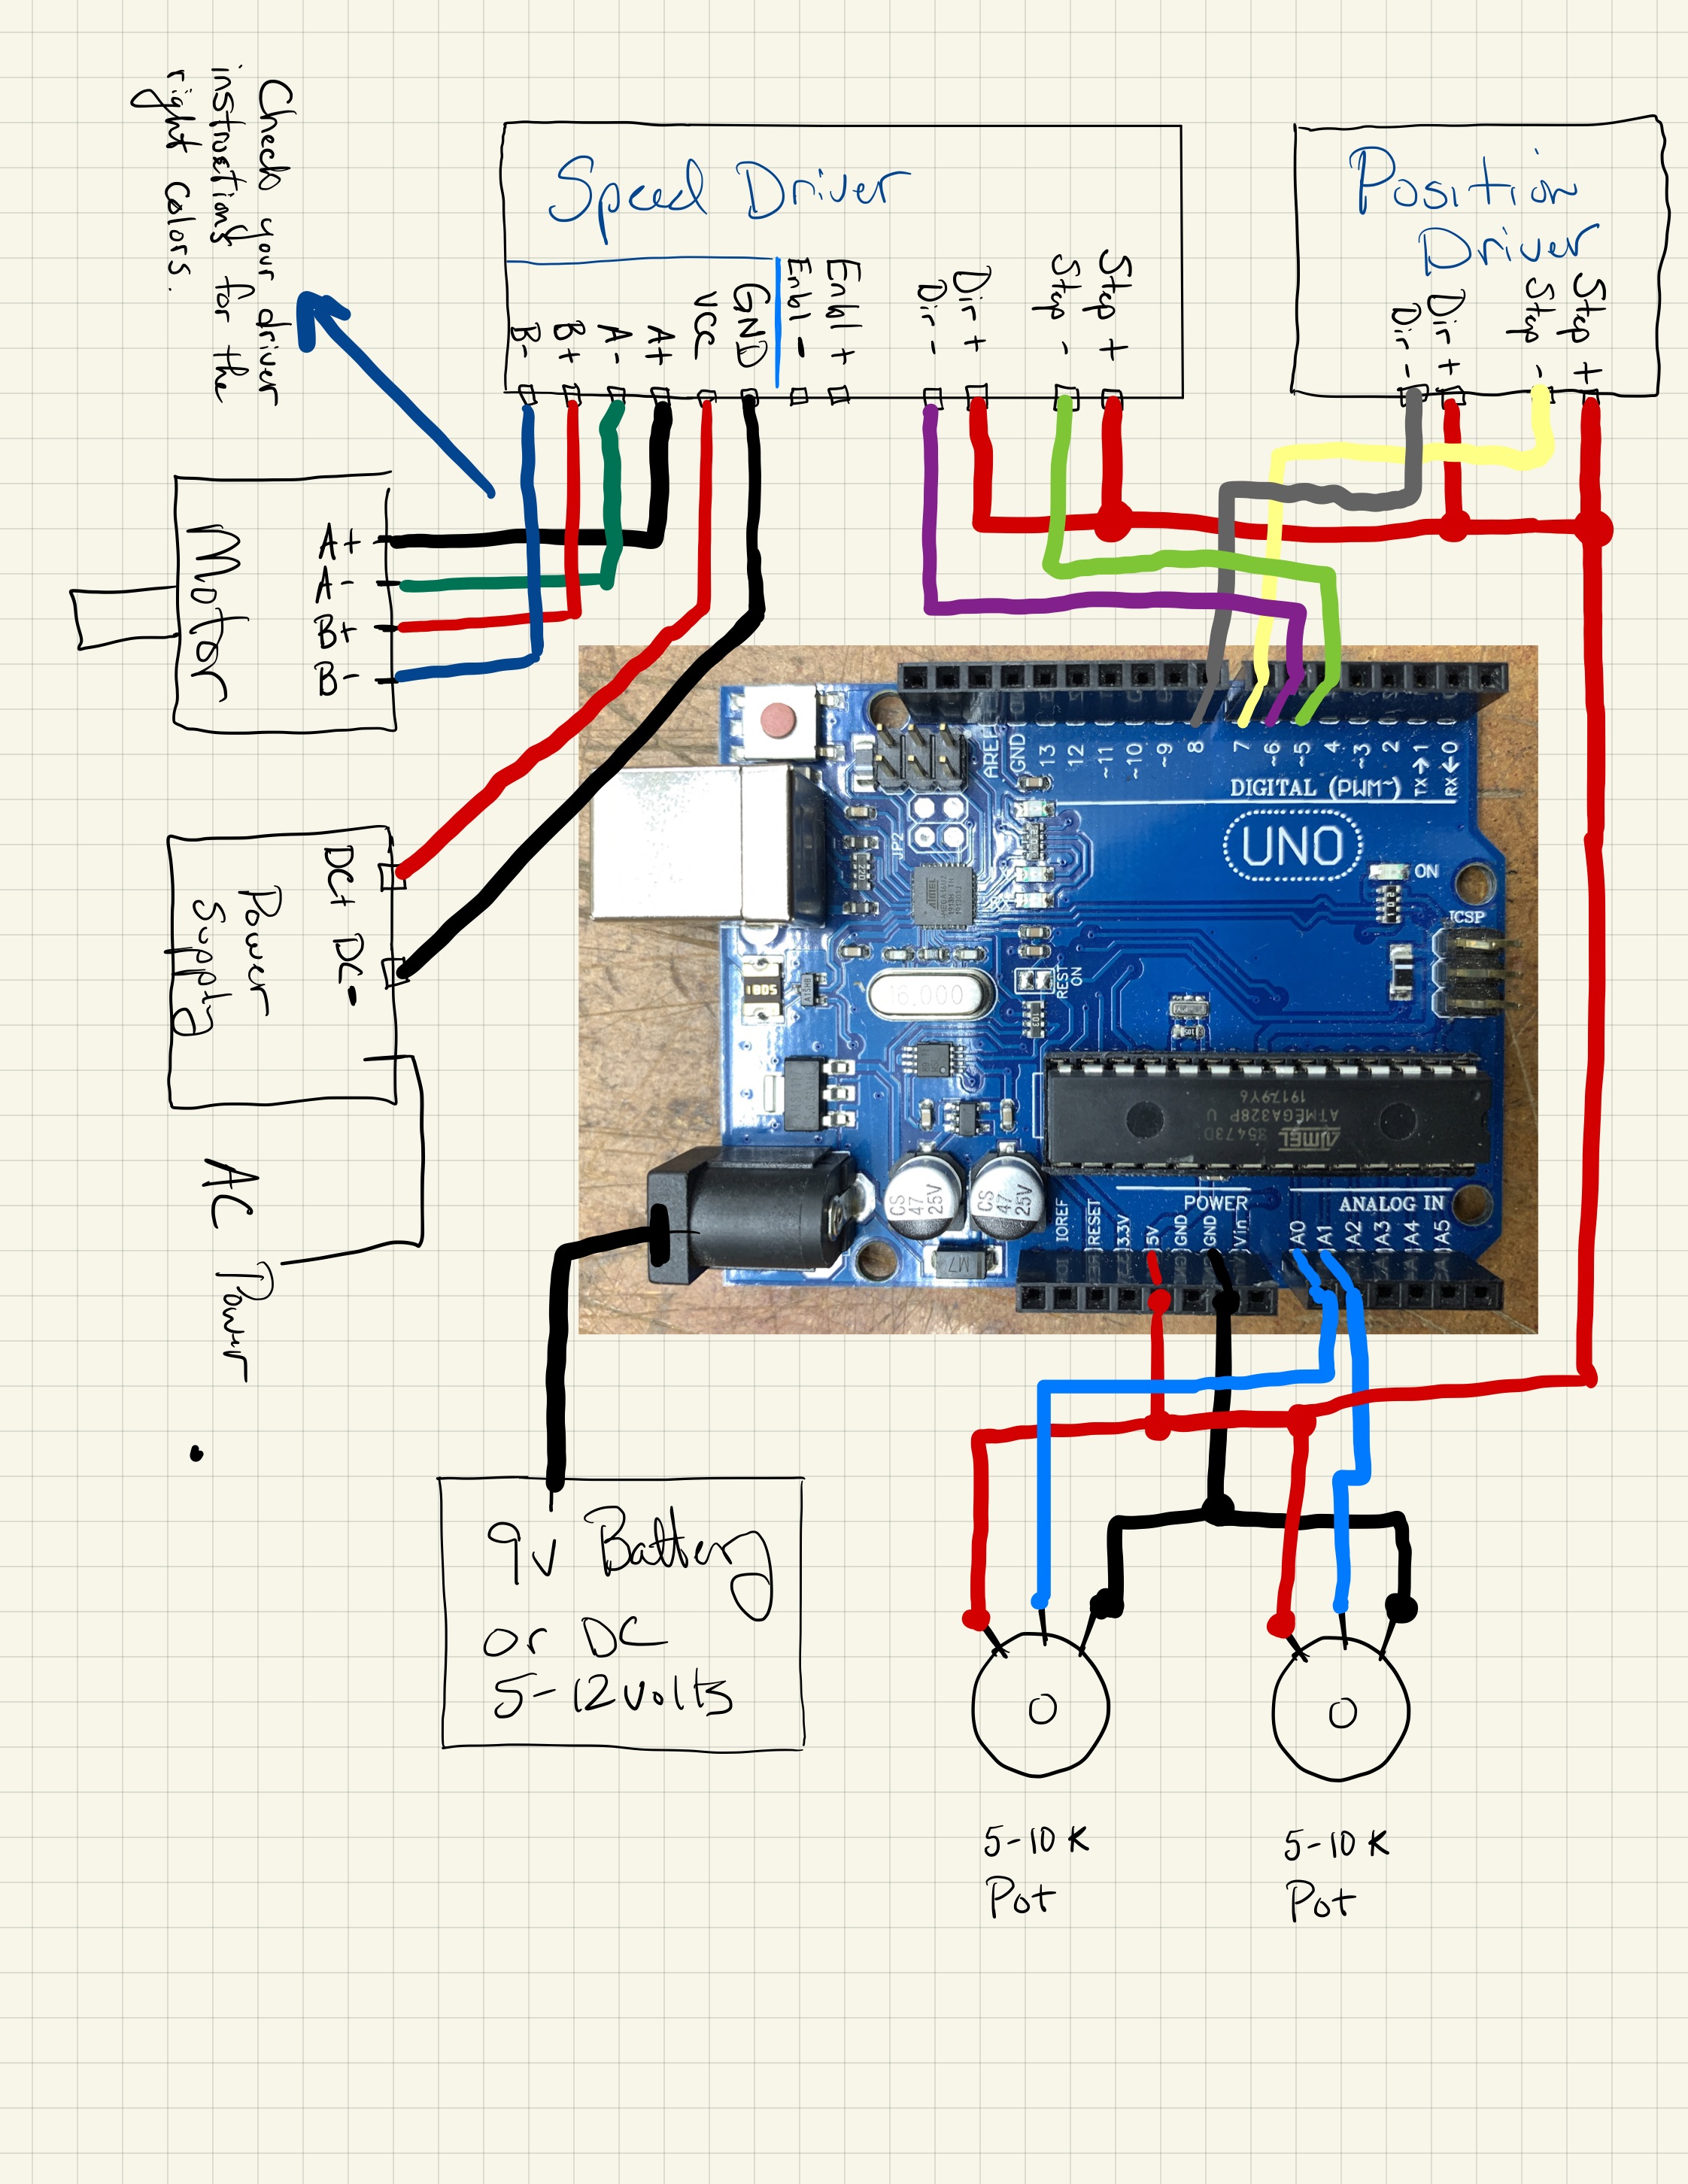 Check your driver
instructions for the
right colors.
Speed Driver
B-
B+
A-
A+
VCC
GND
Enbl -
Enbl +
Dir -
Dir +
Step -
Step +
Position
Driver
Dir -
Dir +
Step -
Step +
Motor
A+
A-
B+
B-
Power
Supply
DC+ DC-
AC Power
AREF
GND
13
12
~11
~10
~9
8
7
~6
~5
4
~3
2
TX→1
RX←0
DIGITAL (PWM~)
UNO
ON
ICSP
JP2
16.000
REST
ON
1805
ATMEL
ATMEGA328P U
CS
47
25V
CS
47
25V
M7
POWER
ANALOG IN
IOREF
RESET
3.3V
5V
GND
GND
Vin
A0
A1
A2
A3
A4
A5
9v Battery
or DC
5-12volts
5-10 K
Pot
5-10 K
Pot